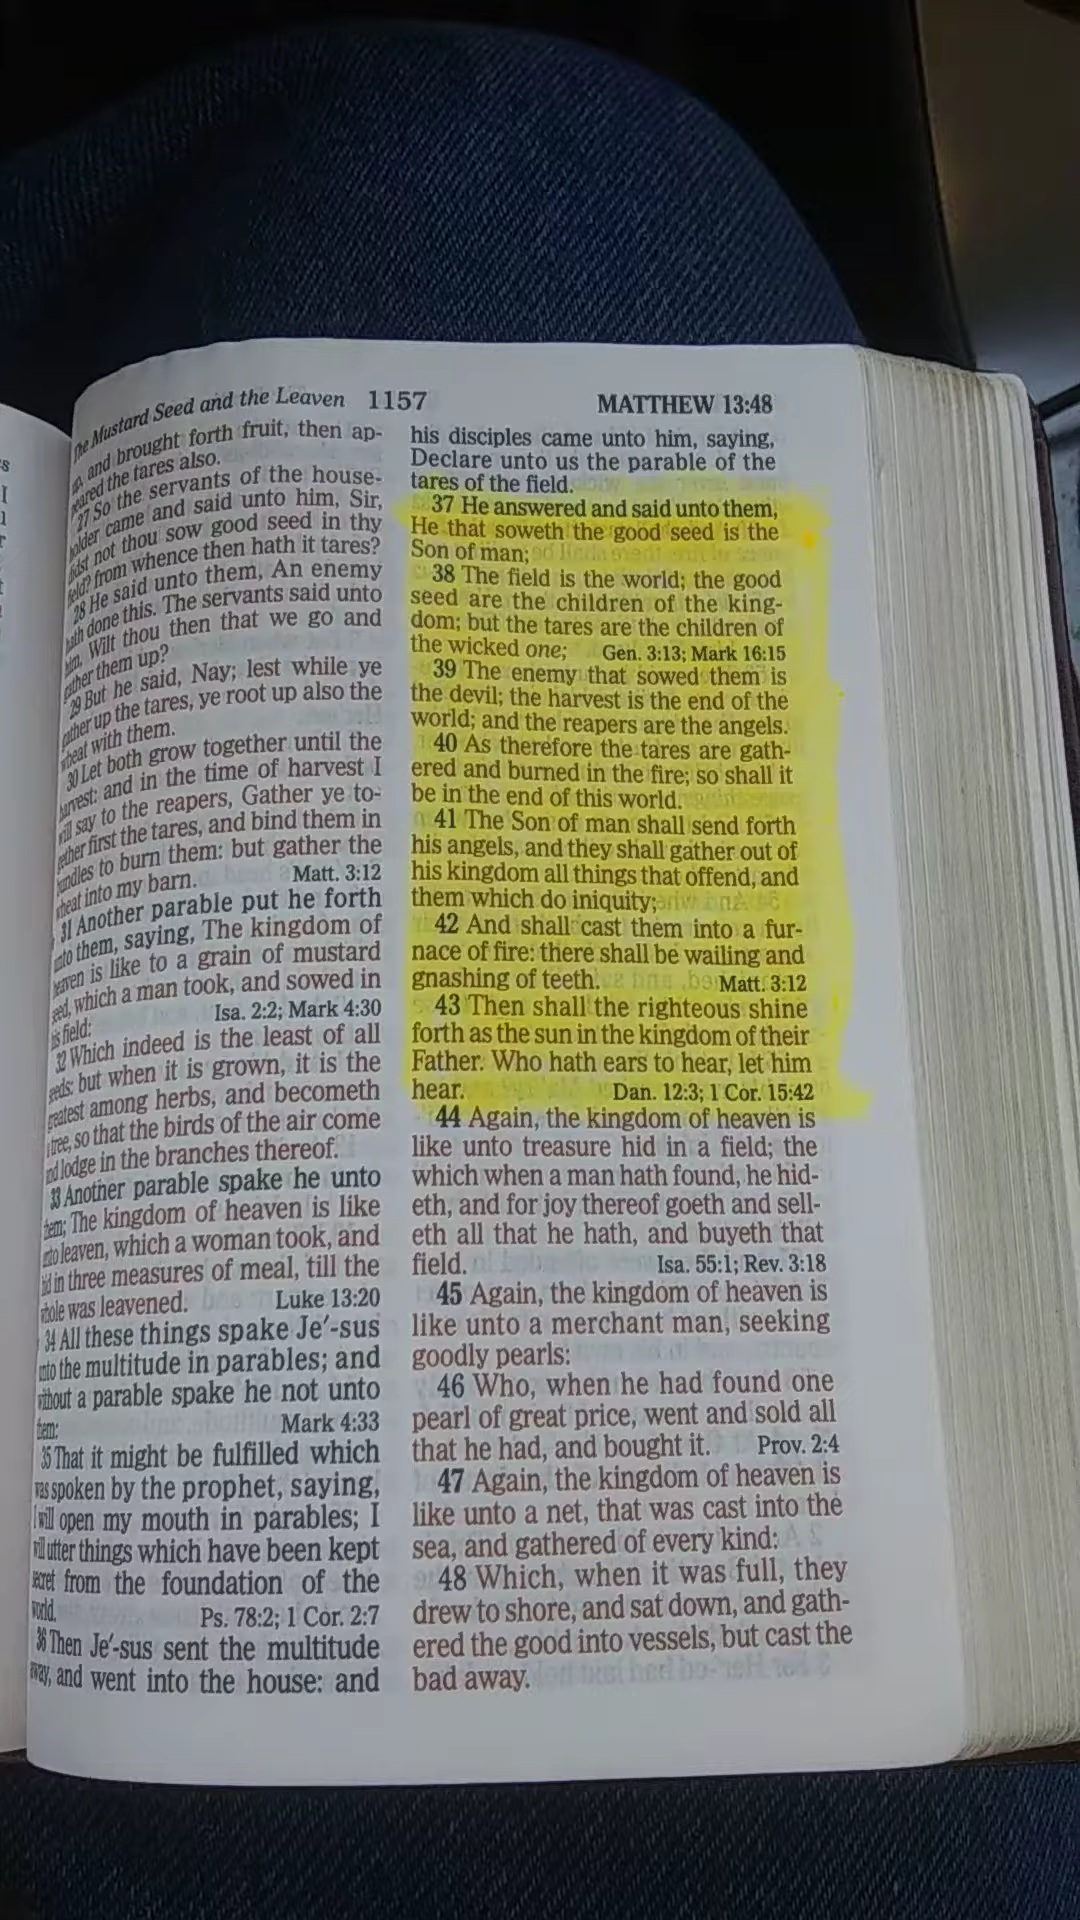 The Mustard Seed and the Leaven 1157 MATTHEW 13:48
and brought forth fruit, then ap-
peared the tares also.
27 So the servants of the house-
holder came and said unto him, Sir,
didst not thou sow good seed in thy
field? from whence then hath it tares?
28 He said unto them, An enemy
hath done this. The servants said unto
him, Wilt thou then that we go and
gather them up?
29 But he said, Nay; lest while ye
gather up the tares, ye root up also the
wheat with them.
30 Let both grow together until the
harvest: and in the time of harvest I
will say to the reapers, Gather ye to-
gether first the tares, and bind them in
bundles to burn them: but gather the
wheat into my barn. Matt. 3:12
31 Another parable put he forth
unto them, saying, The kingdom of
heaven is like to a grain of mustard
seed, which a man took, and sowed in
his field: Isa. 2:2; Mark 4:30
32 Which indeed is the least of all
seeds: but when it is grown, it is the
greatest among herbs, and becometh
a tree, so that the birds of the air come
and lodge in the branches thereof.
33 Another parable spake he unto
them; The kingdom of heaven is like
unto leaven, which a woman took, and
hid in three measures of meal, till the
whole was leavened. Luke 13:20
34 All these things spake Je′-sus
unto the multitude in parables; and
without a parable spake he not unto
them: Mark 4:33
35 That it might be fulfilled which
was spoken by the prophet, saying,
I will open my mouth in parables; I
will utter things which have been kept
secret from the foundation of the
world. Ps. 78:2; 1 Cor. 2:7
36 Then Je′-sus sent the multitude
away, and went into the house: and
his disciples came unto him, saying,
Declare unto us the parable of the
tares of the field.
37 He answered and said unto them,
He that soweth the good seed is the
Son of man;
38 The field is the world; the good
seed are the children of the king-
dom; but the tares are the children of
the wicked one; Gen. 3:13; Mark 16:15
39 The enemy that sowed them is
the devil; the harvest is the end of the
world; and the reapers are the angels.
40 As therefore the tares are gath-
ered and burned in the fire; so shall it
be in the end of this world.
41 The Son of man shall send forth
his angels, and they shall gather out of
his kingdom all things that offend, and
them which do iniquity;
42 And shall cast them into a fur-
nace of fire: there shall be wailing and
gnashing of teeth. Matt. 3:12
43 Then shall the righteous shine
forth as the sun in the kingdom of their
Father. Who hath ears to hear, let him
hear. Dan. 12:3; 1 Cor. 15:42
44 Again, the kingdom of heaven is
like unto treasure hid in a field; the
which when a man hath found, he hid-
eth, and for joy thereof goeth and sell-
eth all that he hath, and buyeth that
field. Isa. 55:1; Rev. 3:18
45 Again, the kingdom of heaven is
like unto a merchant man, seeking
goodly pearls:
46 Who, when he had found one
pearl of great price, went and sold all
that he had, and bought it. Prov. 2:4
47 Again, the kingdom of heaven is
like unto a net, that was cast into the
sea, and gathered of every kind:
48 Which, when it was full, they
drew to shore, and sat down, and gath-
ered the good into vessels, but cast the
bad away.